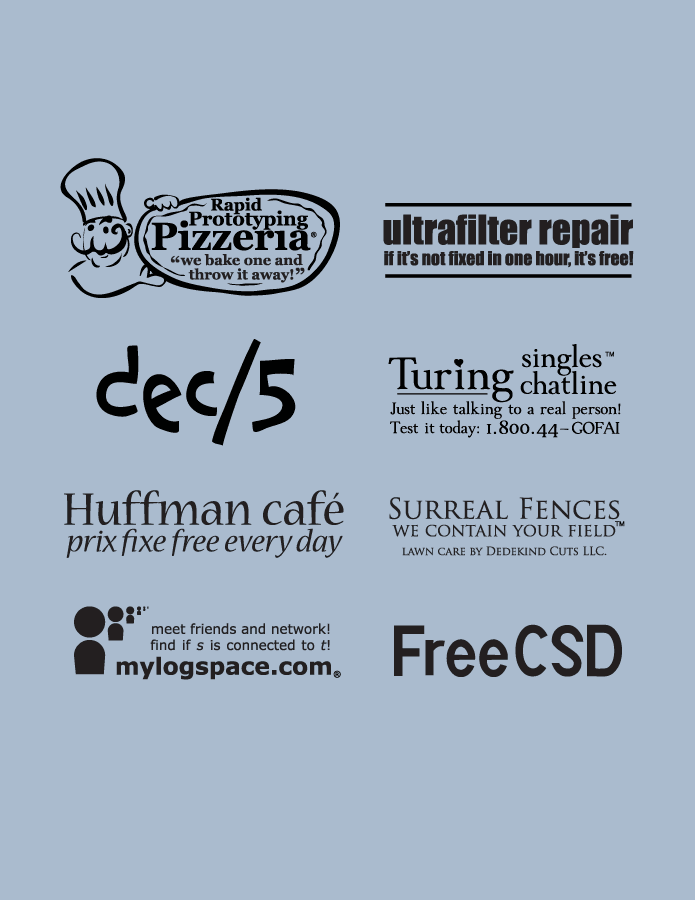 Rapid
Prototyping
Pizzeria®
“we bake one and
throw it away!”
ultrafilter repair
if it’s not fixed in one hour, it’s free!
dec/5
Turing singles™
chatline
Just like talking to a real person!
Test it today: 1.800.44–GOFAI
Huffman café
prix fixe free every day
SURREAL FENCES
WE CONTAIN YOUR FIELD™
LAWN CARE BY DEDEKIND CUTS LLC.
meet friends and network!
find if s is connected to t!
mylogspace.com®
FreeCSD